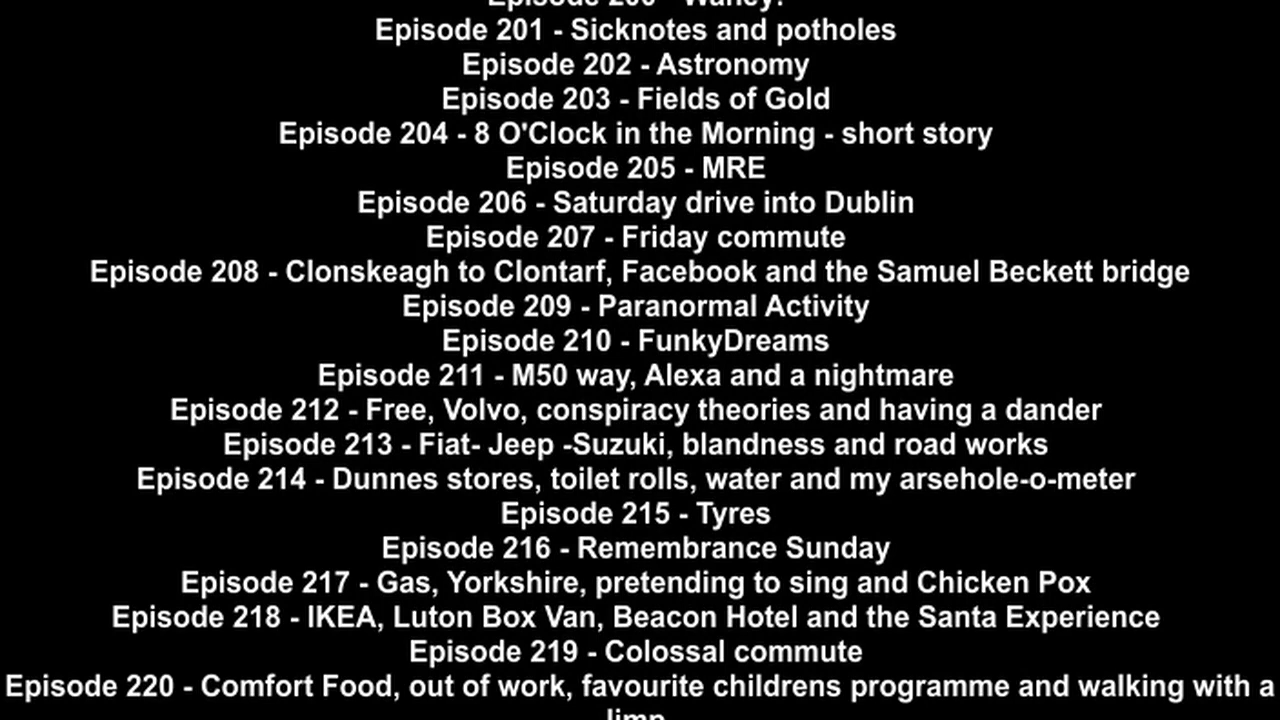 Episode 201 - Sicknotes and potholes
Episode 202 - Astronomy
Episode 203 - Fields of Gold
Episode 204 - 8 O'Clock in the Morning - short story
Episode 205 - MRE
Episode 206 - Saturday drive into Dublin
Episode 207 - Friday commute
Episode 208 - Clonskeagh to Clontarf, Facebook and the Samuel Beckett bridge
Episode 209 - Paranormal Activity
Episode 210 - FunkyDreams
Episode 211 - M50 way, Alexa and a nightmare
Episode 212 - Free, Volvo, conspiracy theories and having a dander
Episode 213 - Fiat- Jeep -Suzuki, blandness and road works
Episode 214 - Dunnes stores, toilet rolls, water and my arsehole-o-meter
Episode 215 - Tyres
Episode 216 - Remembrance Sunday
Episode 217 - Gas, Yorkshire, pretending to sing and Chicken Pox
Episode 218 - IKEA, Luton Box Van, Beacon Hotel and the Santa Experience
Episode 219 - Colossal commute
Episode 220 - Comfort Food, out of work, favourite childrens programme and walking with a
limp